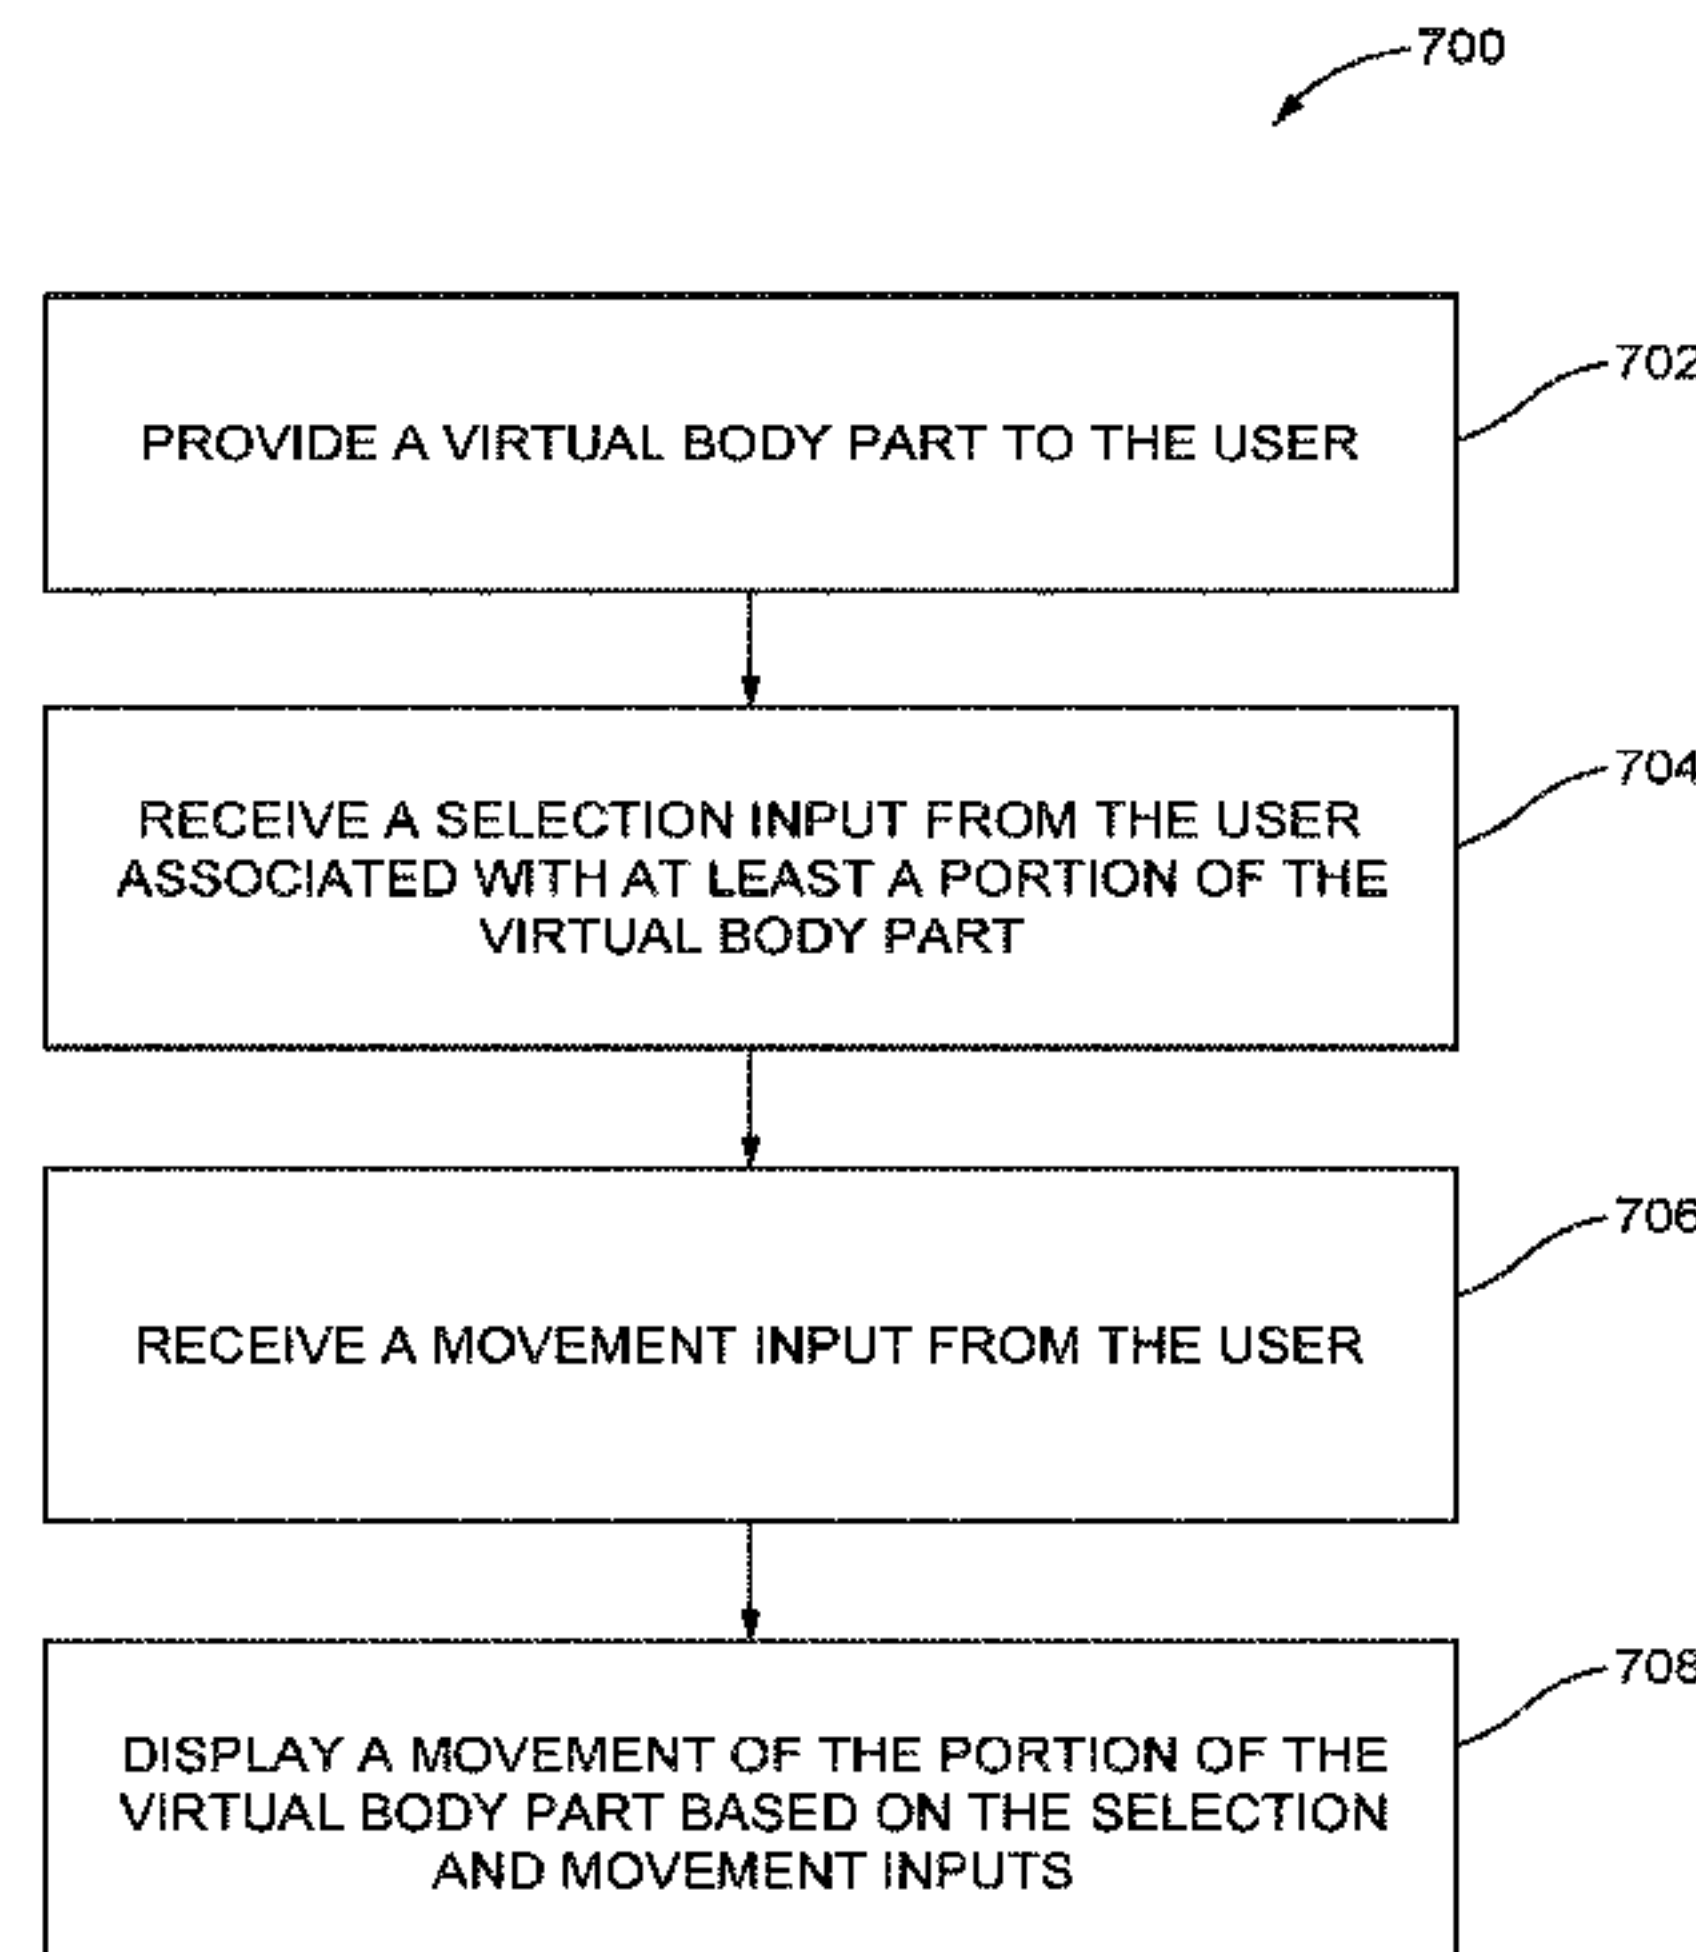 700
PROVIDE A VIRTUAL BODY PART TO THE USER
702
RECEIVE A SELECTION INPUT FROM THE USER
ASSOCIATED WITH AT LEAST A PORTION OF THE
VIRTUAL BODY PART
704
RECEIVE A MOVEMENT INPUT FROM THE USER
706
DISPLAY A MOVEMENT OF THE PORTION OF THE
VIRTUAL BODY PART BASED ON THE SELECTION
AND MOVEMENT INPUTS
708